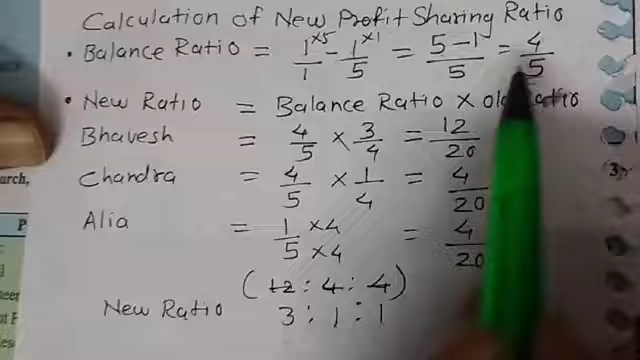 Calculation of New Profit Sharing Ratio
• Balance Ratio = 1/1 ×5 - 1/5 ×1 = 5-1/5 = 4/5
• New Ratio = Balance Ratio × Old Ratio
Bhavesh = 4/5 × 3/4 = 12/20
Chandra = 4/5 × 1/4 = 4/20
Alia = 1/5 ×4 ×4 = 4/20
(12 : 4 : 4)
New Ratio 3 : 1 : 1
arch,
P
(3)